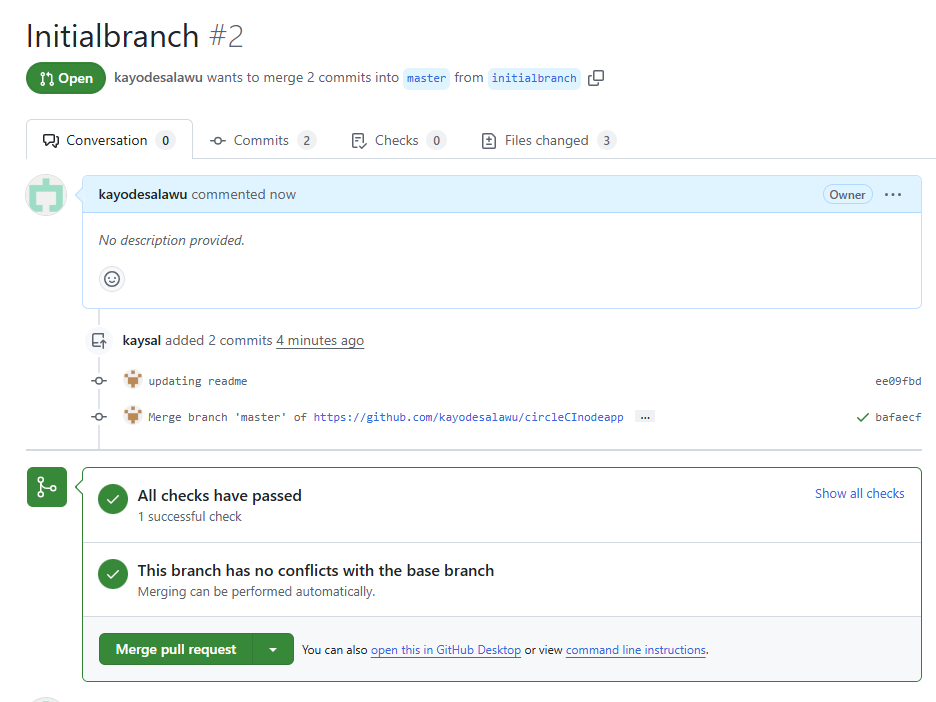 Initialbranch #2
Open kayodesalawu wants to merge 2 commits into master from initialbranch
Conversation 0 Commits 2 Checks 0 Files changed 3
kayodesalawu commented now Owner ...
No description provided.
kaysal added 2 commits 4 minutes ago
updating readme ee09fbd
Merge branch 'master' of https://github.com/kayodesalawu/circleCInodeapp ... bafaecf
All checks have passed Show all checks
1 successful check
This branch has no conflicts with the base branch
Merging can be performed automatically.
Merge pull request You can also open this in GitHub Desktop or view command line instructions.